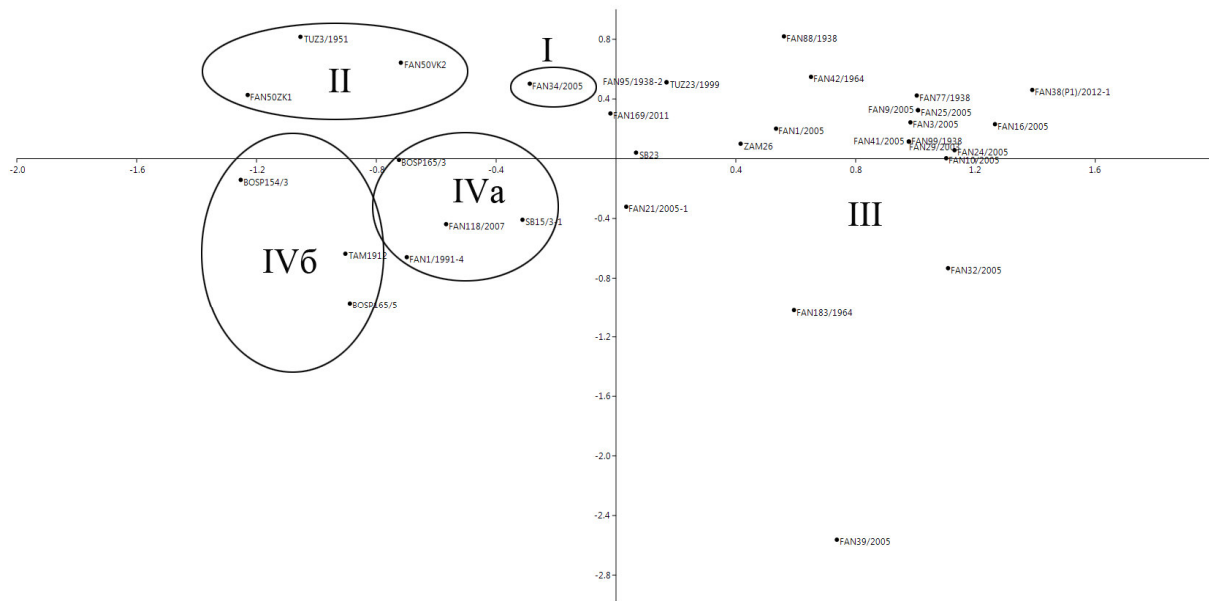 0.8
TUZ3/1951
FAN88/1938
I
FAN50VK2
II
FAN34/2005
FAN95/1938-2
TUZ23/1999
FAN42/1964
FAN38(P1)/2012-1
FAN50ZK1
0.4
FAN77/1938
FAN9/2005
FAN25/2005
FAN169/2011
FAN3/2005
FAN16/2005
FAN1/2005
ZAM26
FAN41/2005
FAN99/1938
FAN29/2005
FAN24/2005
SB23
FAN10/2005
BOSP165/3
-2.0
-1.6
-1.2
-0.8
-0.4
0.4
0.8
1.2
1.6
BOSP154/3
IVa
III
FAN21/2005-1
-0.4
FAN118/2007
SB15/3-1
IVб
TAM1912
FAN1/1991-4
-0.8
FAN32/2005
BOSP165/5
FAN183/1964
-1.2
-1.6
-2.0
-2.4
FAN39/2005
-2.8